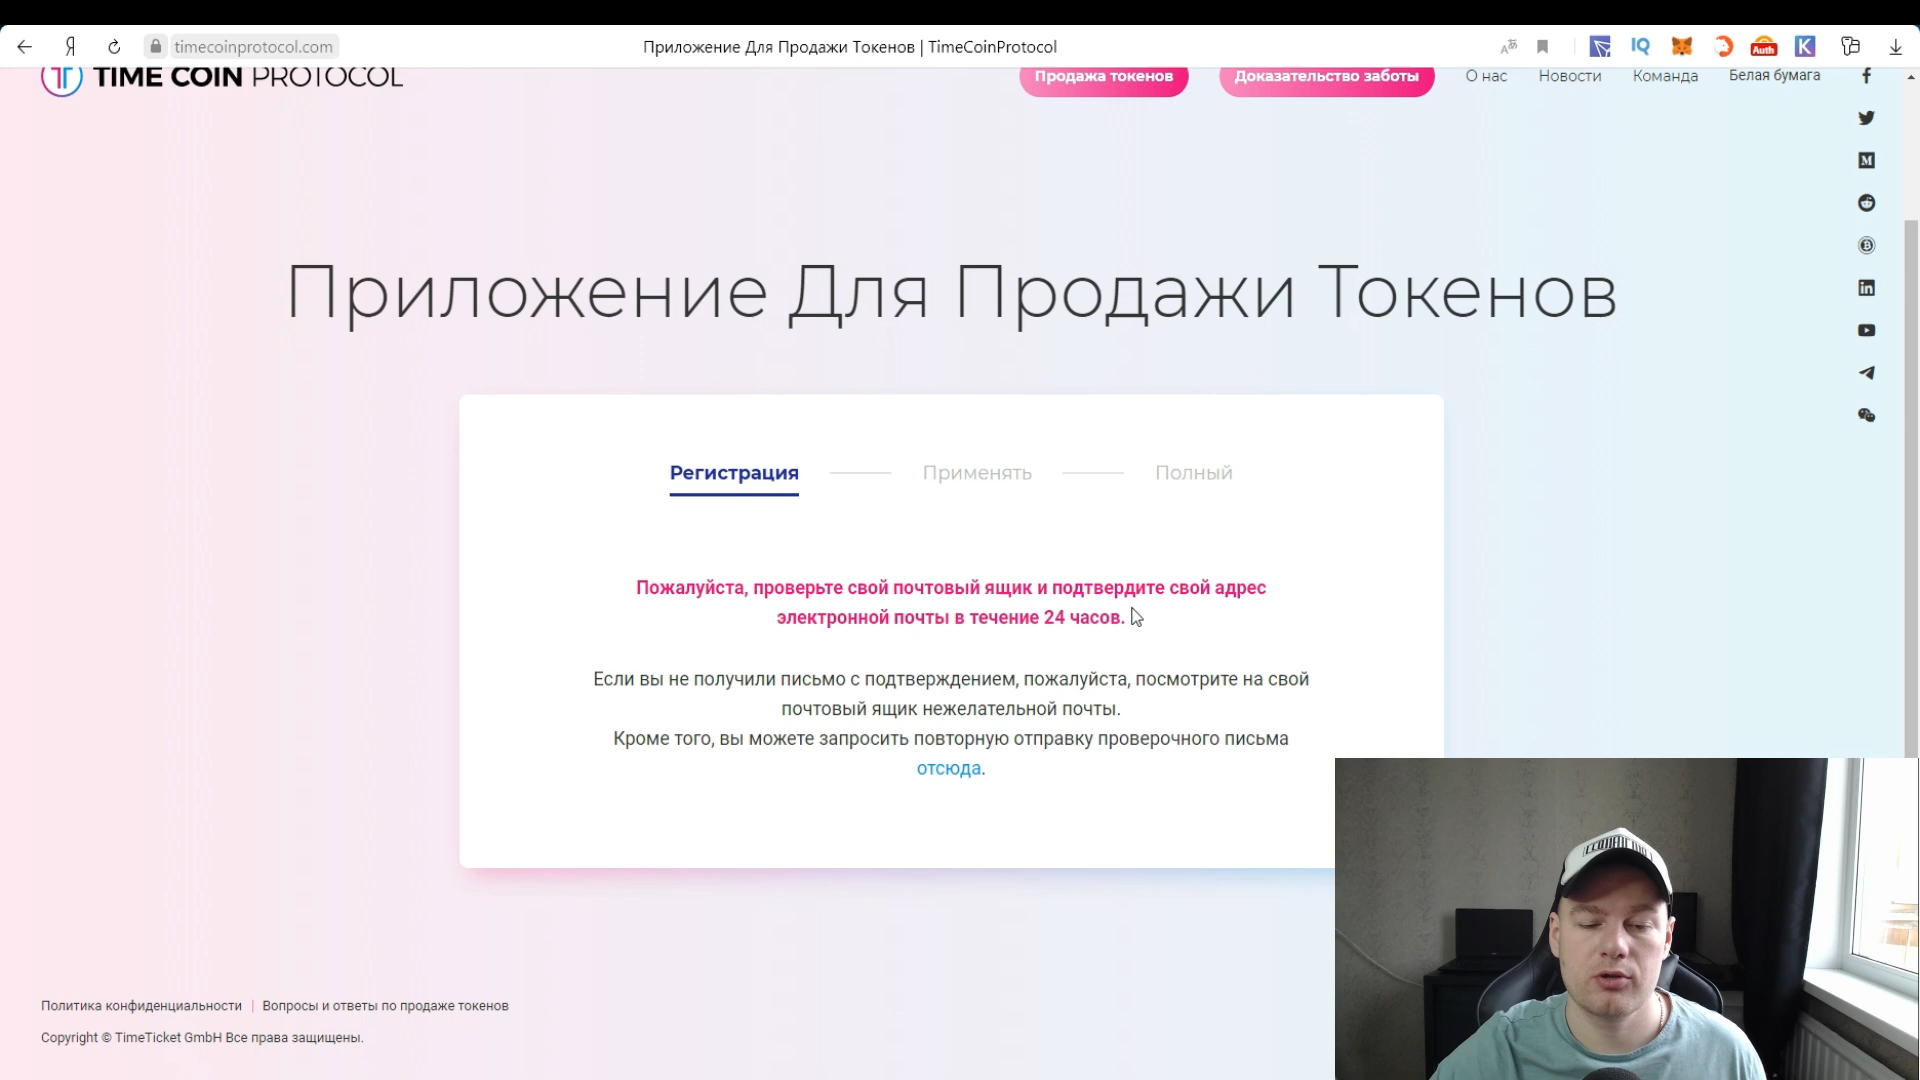 Я
timecoinprotocol.com
Приложение Для Продажи Токенов | TimeCoinProtocol
IQ
Auth
K
TIME COIN PROTOCOL
Продажа токенов
Доказательство заботы
О нас
Новости
Команда
Белая бумага
Приложение Для Продажи Токенов
Регистрация
Применять
Полный
Пожалуйста, проверьте свой почтовый ящик и подтвердите свой адрес
электронной почты в течение 24 часов.
Если вы не получили письмо с подтверждением, пожалуйста, посмотрите на свой
почтовый ящик нежелательной почты.
Кроме того, вы можете запросить повторную отправку проверочного письма
отсюда.
Политика конфиденциальности | Вопросы и ответы по продаже токенов
Copyright © TimeTicket GmbH Все права защищены.